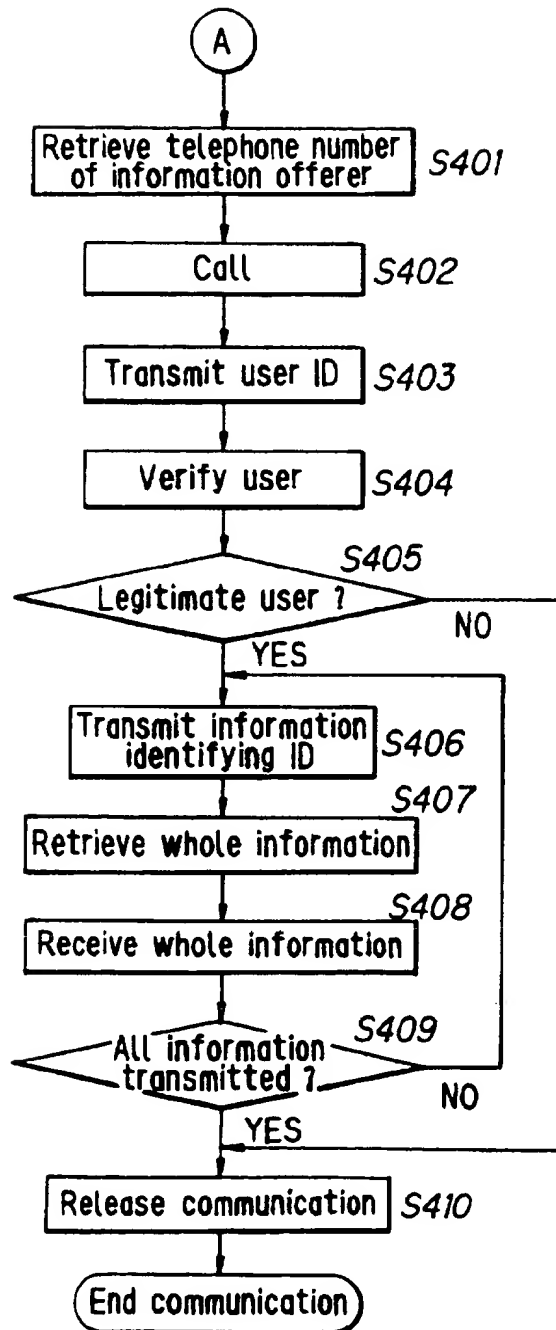 A
Retrieve telephone number
of information offerer
S401
Call
S402
Transmit user ID
S403
Verify user
S404
S405
Legitimate user ?
NO
YES
Transmit information
identifying ID
S406
S407
Retrieve whole information
S408
Receive whole information
S409
All information
transmitted ?
NO
YES
Release communication
S410
End communication